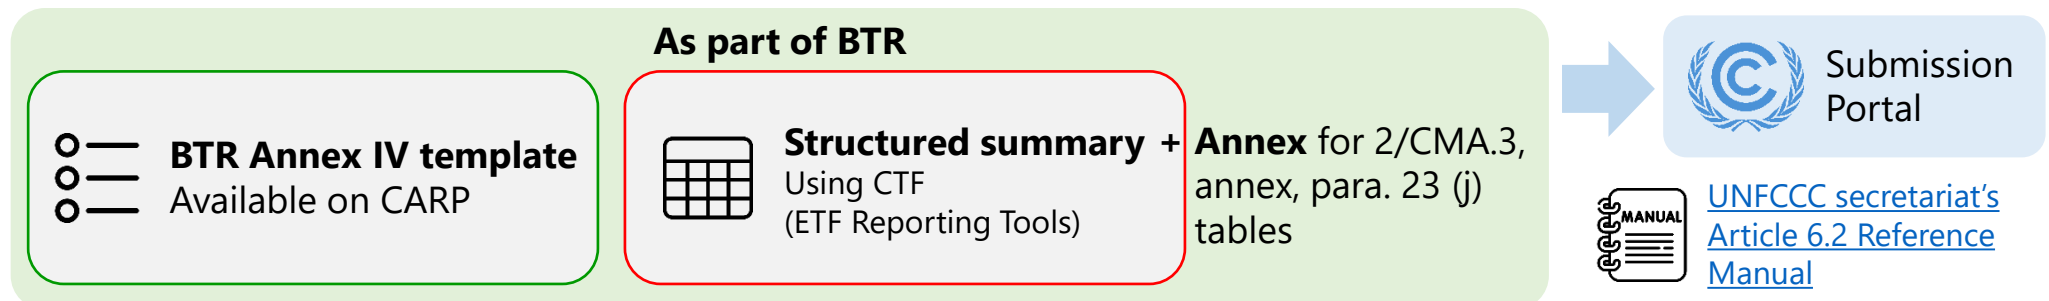 As part of BTR
BTR Annex IV template
Available on CARP
Structured summary +
Using CTF
(ETF Reporting Tools)
Annex for 2/CMA.3,
annex, para. 23 (j)
tables
Submission
Portal
MANUAL
UNFCCC secretariat’s
Article 6.2 Reference
Manual